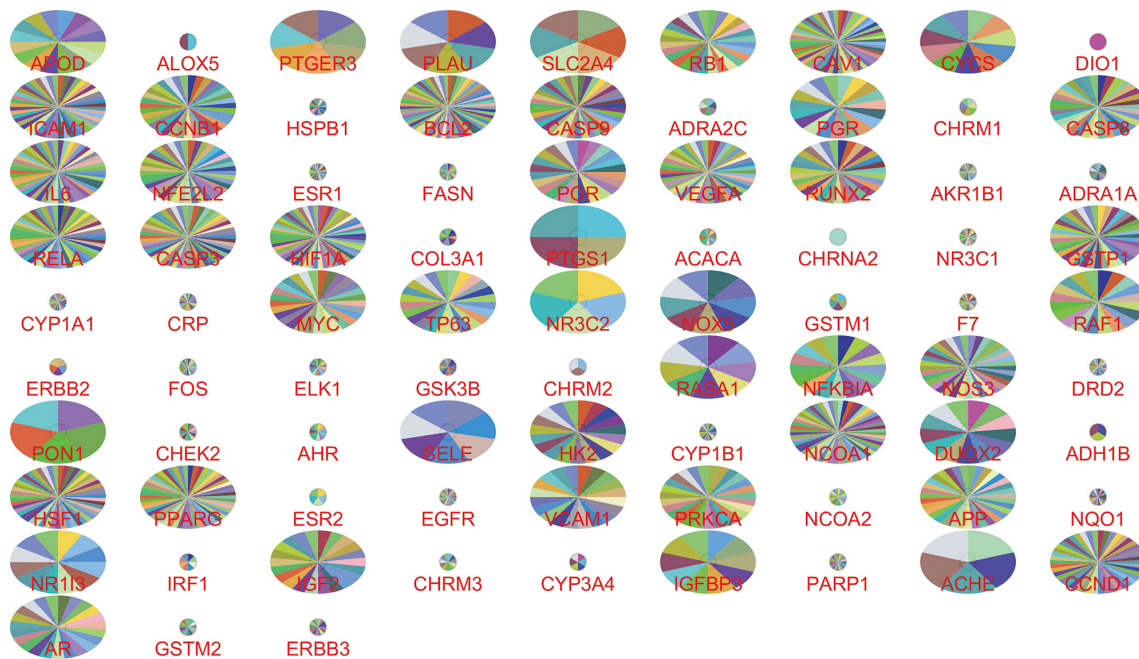 APOD ALOX5 PTGER3 PLAU SLC2A4 RB1 CAV1 CYCS DIO1
ICAM1 CCNB1 HSPB1 BCL2 CASP9 ADRA2C PGR CHRM1 CASP8
IL6 NFE2L2 ESR1 FASN POR VEGFA RUNX2 AKR1B1 ADRA1A
RELA CASP3 HIF1A COL3A1 PTGS1 ACACA CHRNA2 NR3C1 GSTP1
CYP1A1 CRP MYC TP63 NR3C2 NOX5 GSTM1 F7 RAF1
ERBB2 FOS ELK1 GSK3B CHRM2 RASA1 NFKBIA NOS3 DRD2
PON1 CHEK2 AHR SELE HK2 CYP1B1 NCOA1 DUOX2 ADH1B
HSF1 PPARG ESR2 EGFR VCAM1 PRKCA NCOA2 APP NQO1
NR1I3 IRF1 IGF2 CHRM3 CYP3A4 IGFBP3 PARP1 ACHE CCND1
AR GSTM2 ERBB3